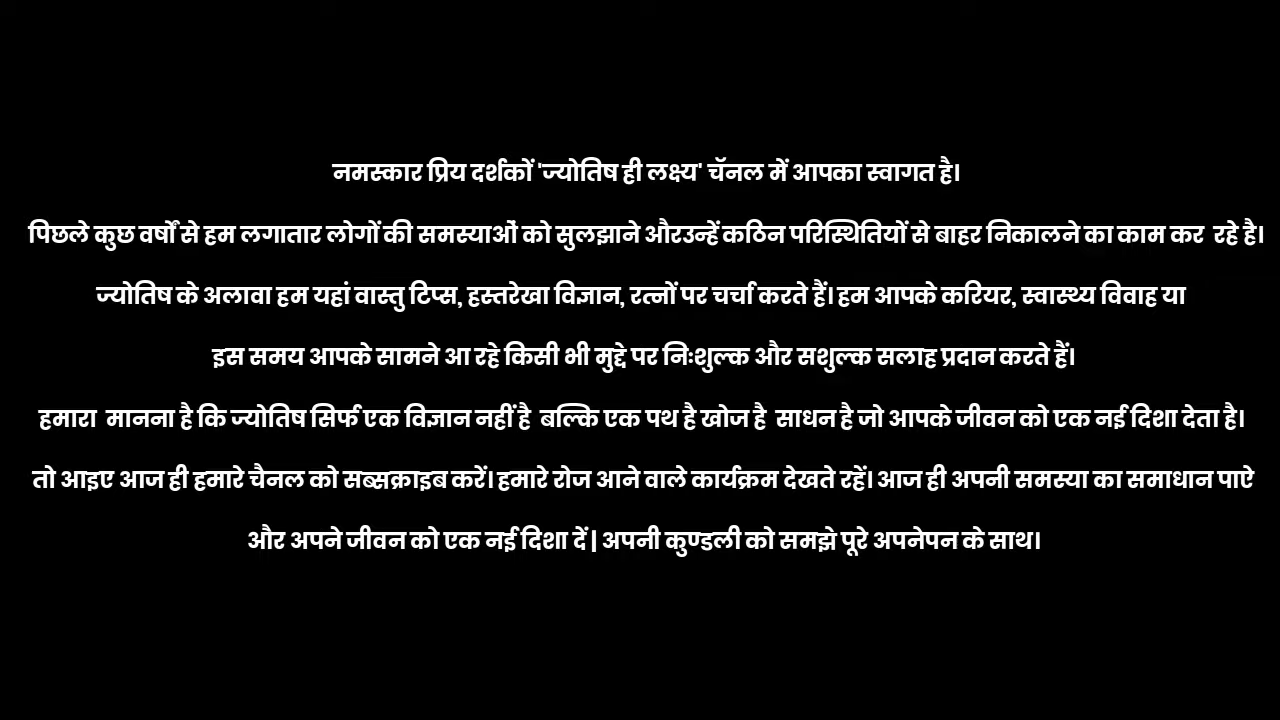 नमस्कार प्रिय दर्शकों 'ज्योतिष ही लक्ष्य' चॅनल में आपका स्वागत है।
पिछले कुछ वर्षों से हम लगातार लोगों की समस्याओं को सुलझाने औरउन्हें कठिन परिस्थितियों से बाहर निकालने का काम कर रहे है।
ज्योतिष के अलावा हम यहां वास्तु टिप्स, हस्तरेखा विज्ञान, रत्नों पर चर्चा करते हैं। हम आपके करियर, स्वास्थ्य विवाह या
इस समय आपके सामने आ रहे किसी भी मुद्दे पर निःशुल्क और सशुल्क सलाह प्रदान करते हैं।
हमारा मानना है कि ज्योतिष सिर्फ एक विज्ञान नहीं है बल्कि एक पथ है खोज है साधन है जो आपके जीवन को एक नई दिशा देता है।
तो आइए आज ही हमारे चैनल को सब्सक्राइब करें। हमारे रोज आने वाले कार्यक्रम देखते रहें। आज ही अपनी समस्या का समाधान पाऐ
और अपने जीवन को एक नई दिशा दें | अपनी कुण्डली को समझे पूरे अपनेपन के साथ।